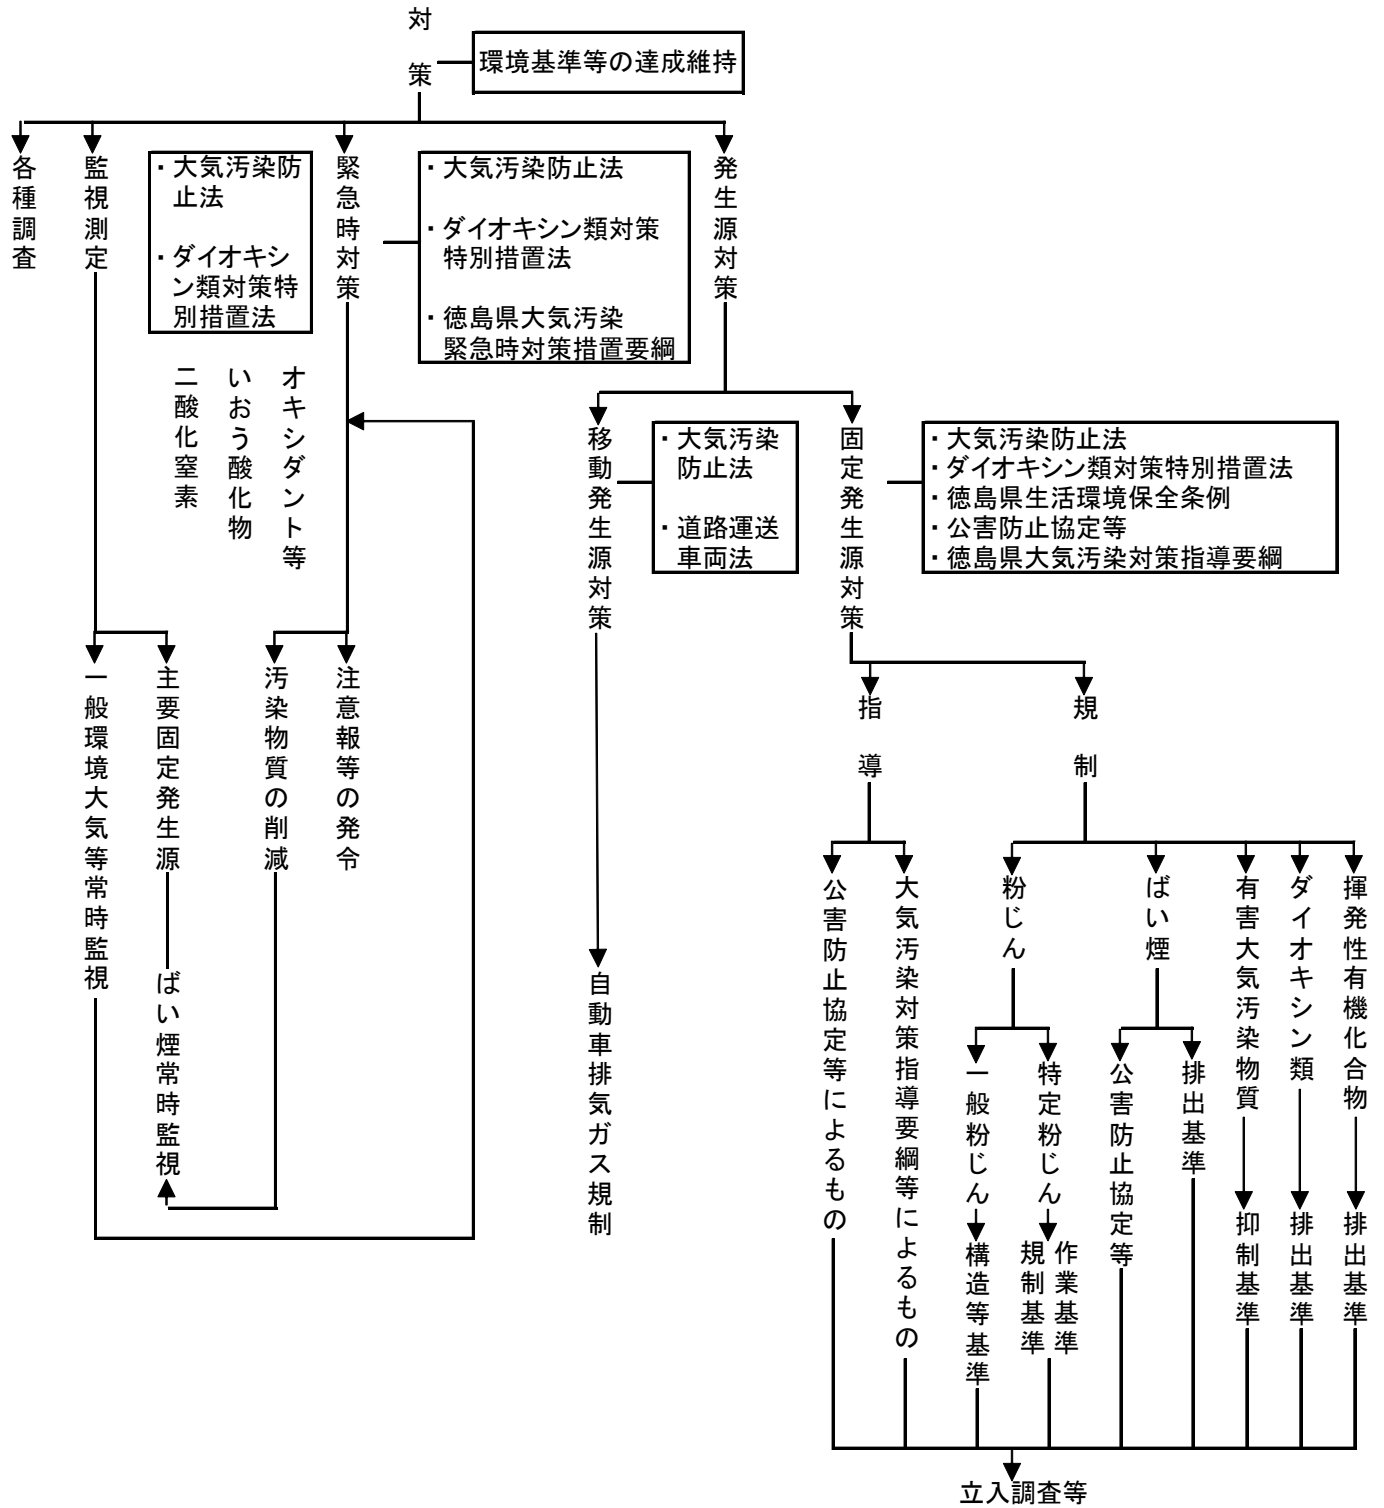 対策
環境基準等の達成維持
各種調査
監視測定
・大気汚染防
止法
・ダイオキシ
ン類対策特
別措置法
緊急時対策
・大気汚染防止法
・ダイオキシン類対策
特別措置法
・徳島県大気汚染
緊急時対策措置要綱
発生源対策
オキシダント等
いおう酸化物
二酸化窒素
移動発生源対策
・大気汚染
防止法
・道路運送
車両法
固定発生源対策
・大気汚染防止法
・ダイオキシン類対策特別措置法
・徳島県生活環境保全条例
・公害防止協定等
・徳島県大気汚染対策指導要綱
一般環境大気等常時監視
主要固定発生源
ばい煙常時監視
汚染物質の削減
注意報等の発令
自動車排気ガス規制
指導
規制
公害防止協定等によるもの
大気汚染対策指導要綱等によるもの
粉じん
ばい煙
有害大気汚染物質
ダイオキシン類
揮発性有機化合物
一般粉じん
特定粉じん
公害防止協定等
排出基準
構造等基準
作業基準
規制基準
抑制基準
排出基準
排出基準
立入調査等